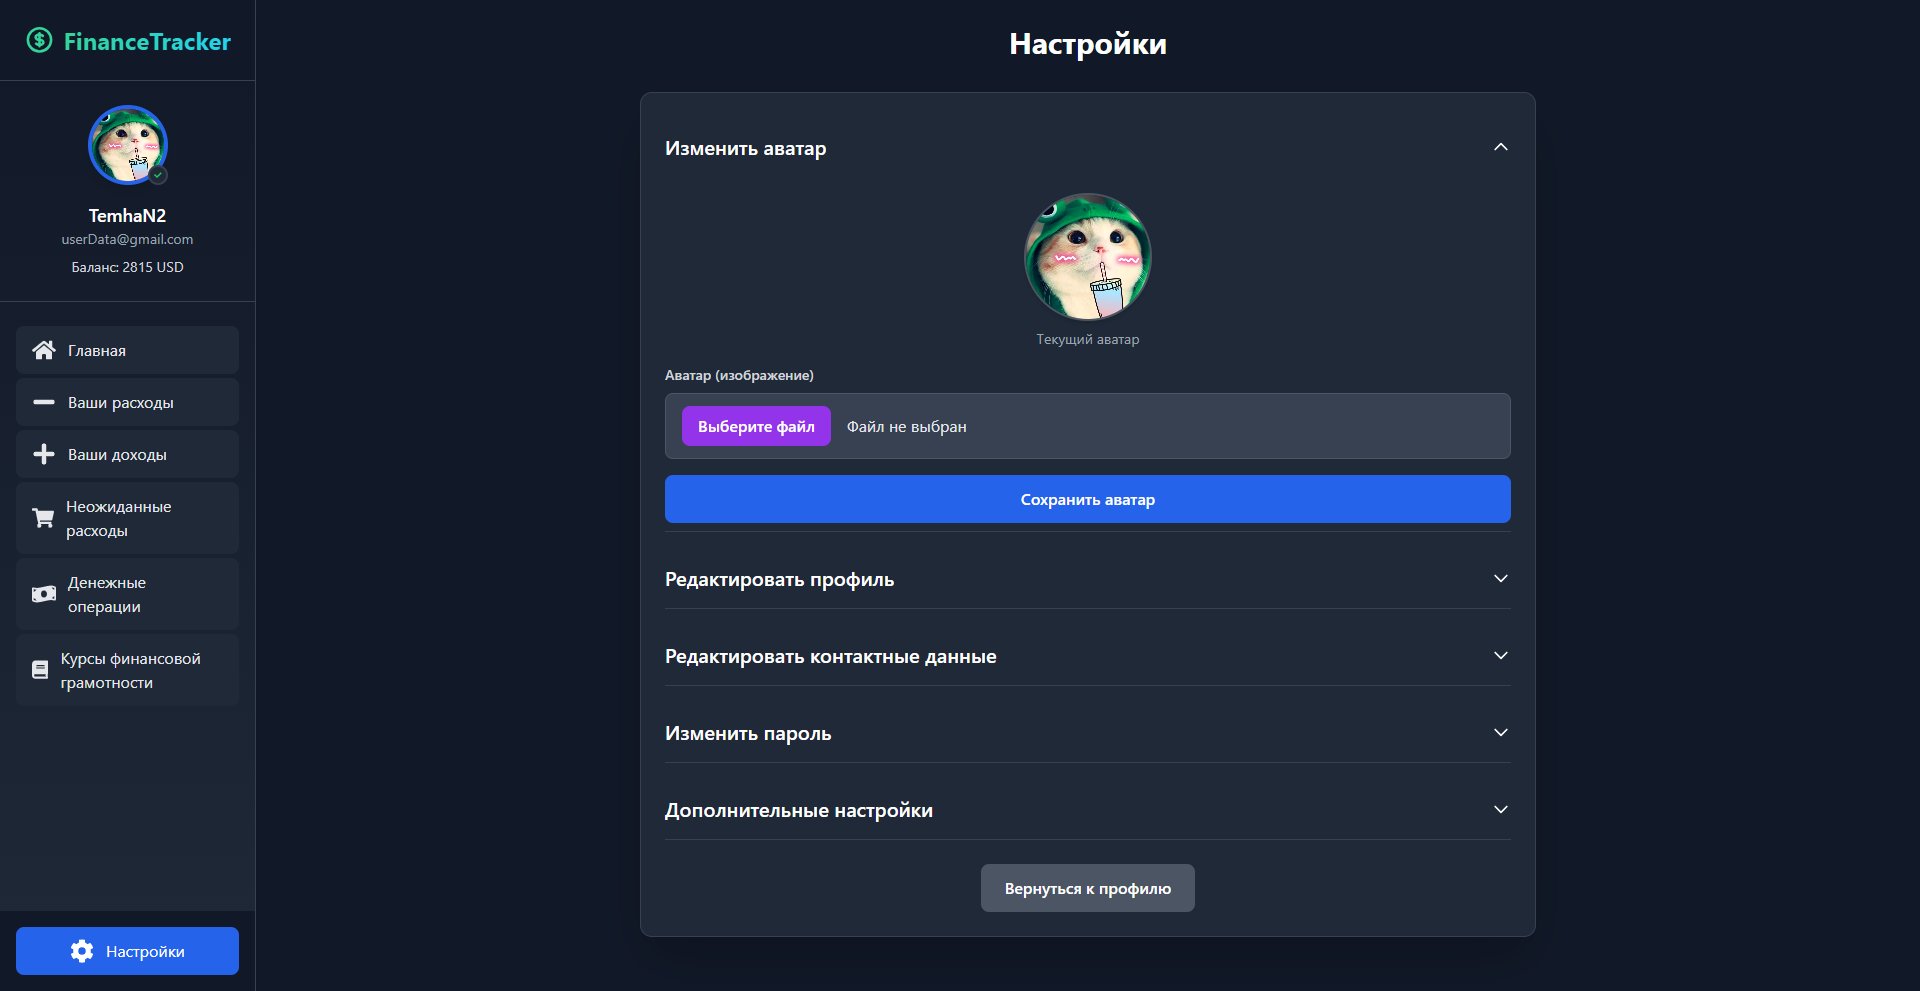 FinanceTracker
TemhaN2
userData@gmail.com
Баланс: 2815 USD
Главная
Ваши расходы
Ваши доходы
Неожиданные
расходы
Денежные
операции
Курсы финансовой
грамотности
Настройки
Настройки
Изменить аватар
Текущий аватар
Аватар (изображение)
Выберите файл Файл не выбран
Сохранить аватар
Редактировать профиль
Редактировать контактные данные
Изменить пароль
Дополнительные настройки
Вернуться к профилю